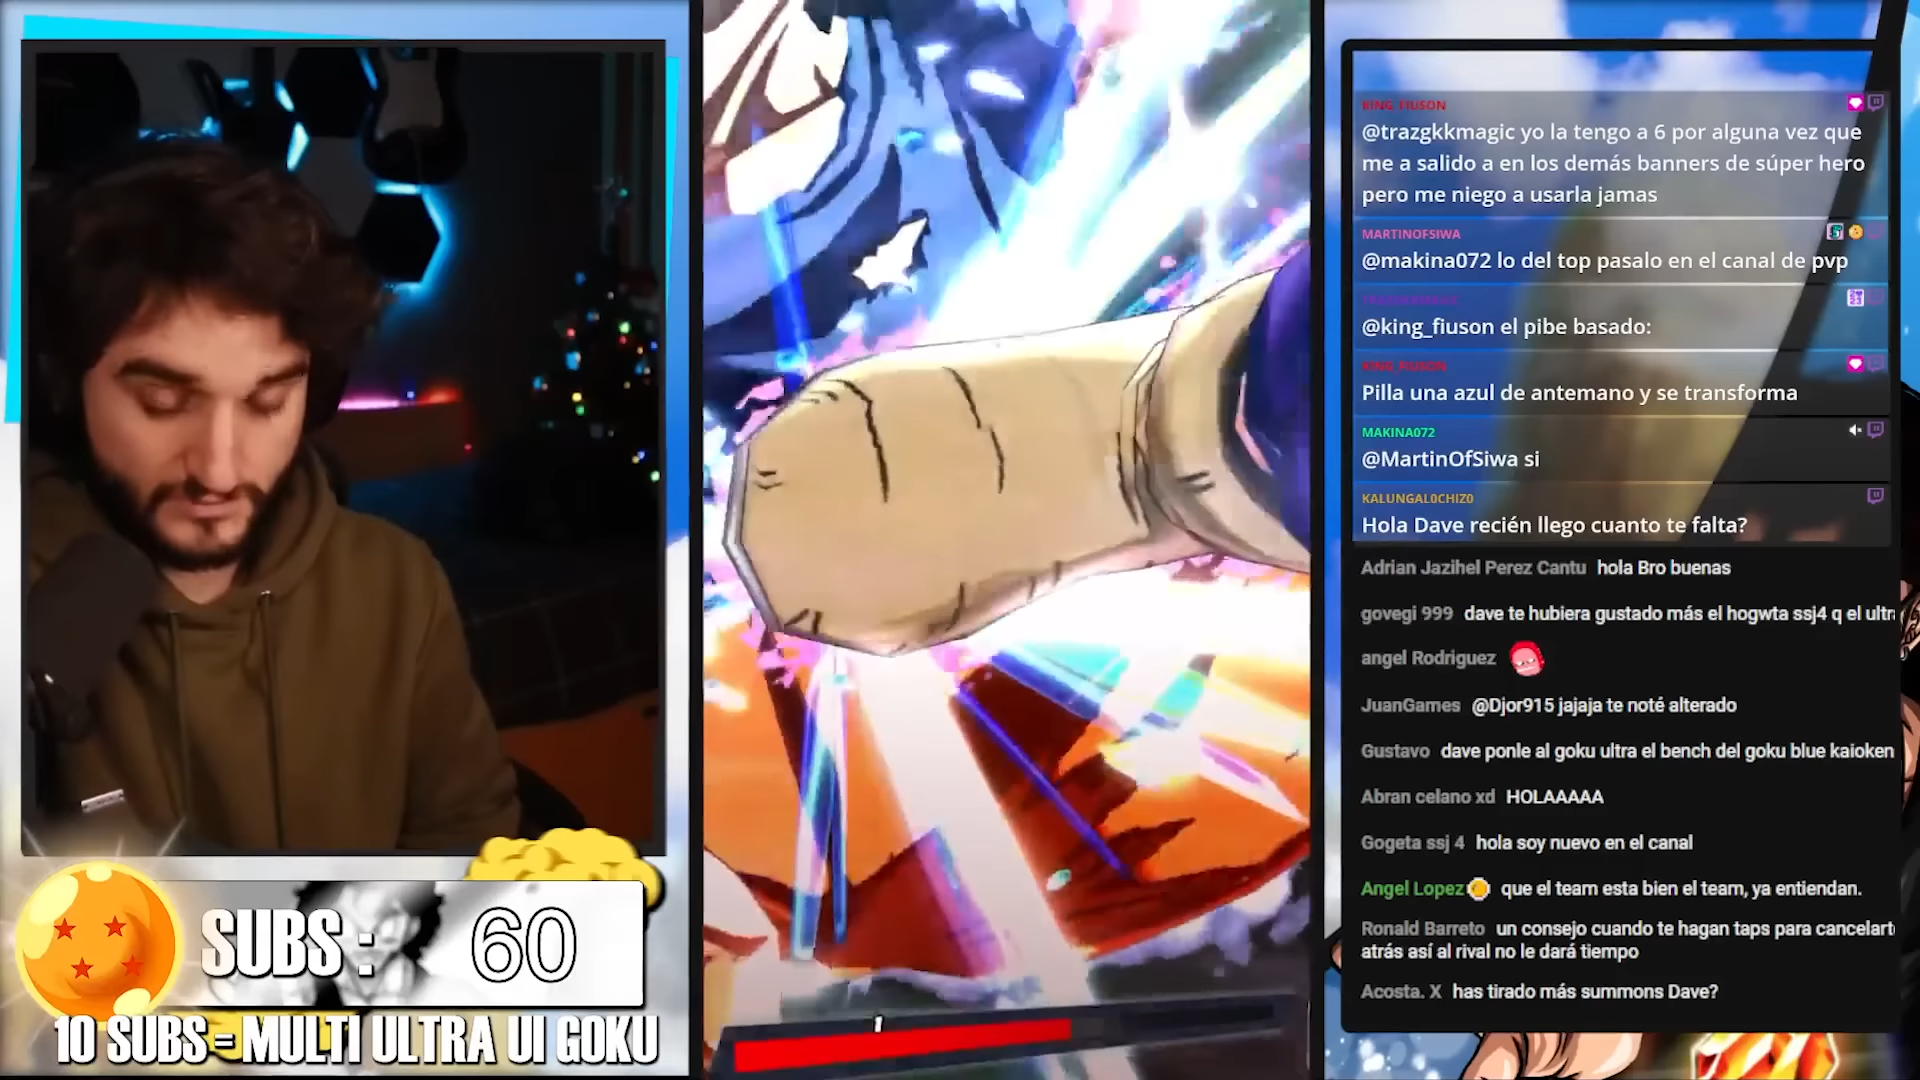 SUBS : 60
10 SUBS = MULTI ULTRA UI GOKU
KING_FIUSON
@trazgkkmagic yo la tengo a 6 por alguna vez que
me a salido a en los demás banners de súper hero
pero me niego a usarla jamas
MARTINOFSIWA
@makina072 lo del top pasalo en el canal de pvp
@king_fiuson el pibe basado:
KING_FIUSON
Pilla una azul de antemano y se transforma
MAKINA072
@MartinOfSiwa si
KALUNGAL0CHIZ0
Hola Dave recién llego cuanto te falta?
Adrian Jazihel Perez Cantu hola Bro buenas
govegi 999 dave te hubiera gustado más el hogwta ssj4 q el ultr
angel Rodriguez
JuanGames @Djor915 jajaja te noté alterado
Gustavo dave ponle al goku ultra el bench del goku blue kaioken
Abran celano xd HOLAAAAA
Gogeta ssj 4 hola soy nuevo en el canal
Angel Lopez que el team esta bien el team, ya entiendan.
Ronald Barreto un consejo cuando te hagan taps para cancelart
atrás así al rival no le dará tiempo
Acosta. X has tirado más summons Dave?